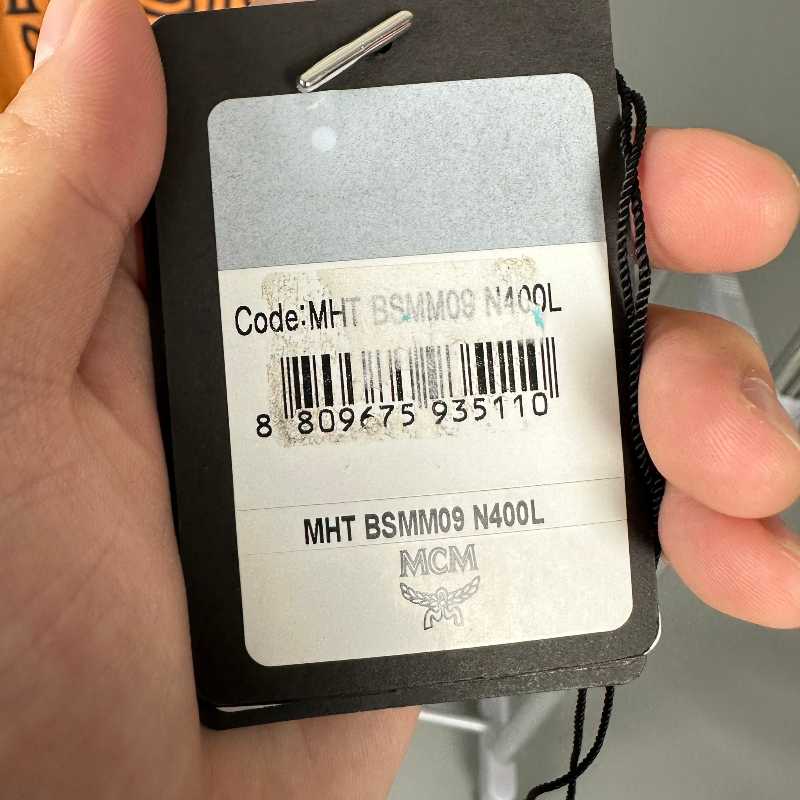 Code:MHT BSMM09 N400L
8 809675 935110
MHT BSMM09 N400L
MCM